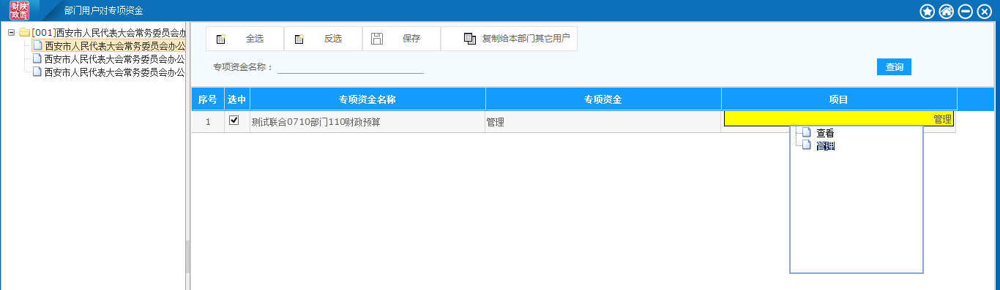 财陕
政西
部门用户对专项资金
[001]西安市人民代表大会常务委员会办
西安市人民代表大会常务委员会办公
西安市人民代表大会常务委员会办公
西安市人民代表大会常务委员会办公
全选 反选 保存 复制给本部门其它用户
专项资金名称： 查询
序号 选中 专项资金名称 专项资金 项目
1 测试联合0710部门110财政预算 管理 管理
查看
管理